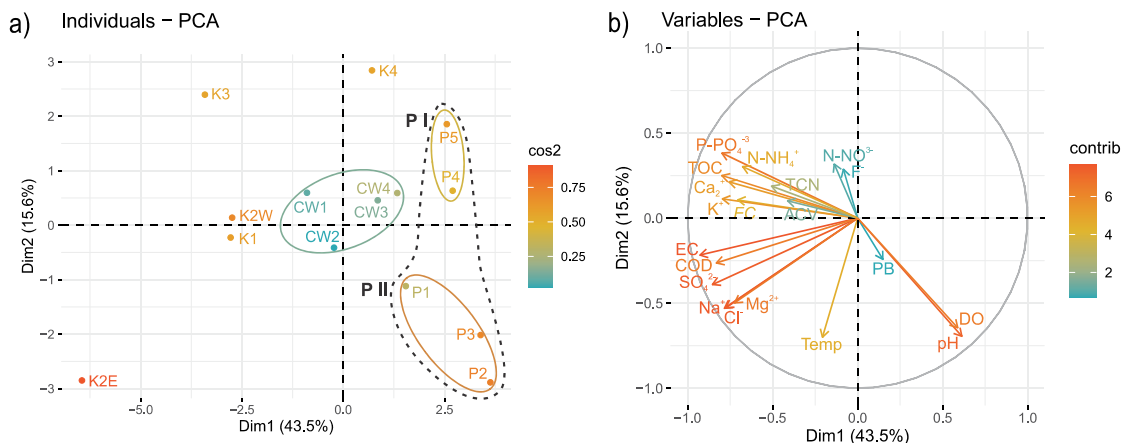 a)
Individuals − PCA
3
2
1
0
−1
−2
−3
Dim2 (15.6%)
K4
K3
P I
P5
P4
CW4
CW1
CW3
K2W
K1
CW2
P II
P1
P3
P2
K2E
−5.0
−2.5
0.0
2.5
Dim1 (43.5%)
cos2
0.75
0.50
0.25
b)
Variables − PCA
1.0
0.5
0.0
−0.5
−1.0
Dim2 (15.6%)
P-PO₄⁻³
N-NH₄⁺
N-NO³⁻
TOC
F⁻
Ca₂⁺
TCN
K⁺
FC
ACV
EC
COD
PB
SO₄²⁻
Na⁺
Mg²⁺
Cl⁻
DO
Temp
pH
−1.0
−0.5
0.0
0.5
1.0
Dim1 (43.5%)
contrib
6
4
2